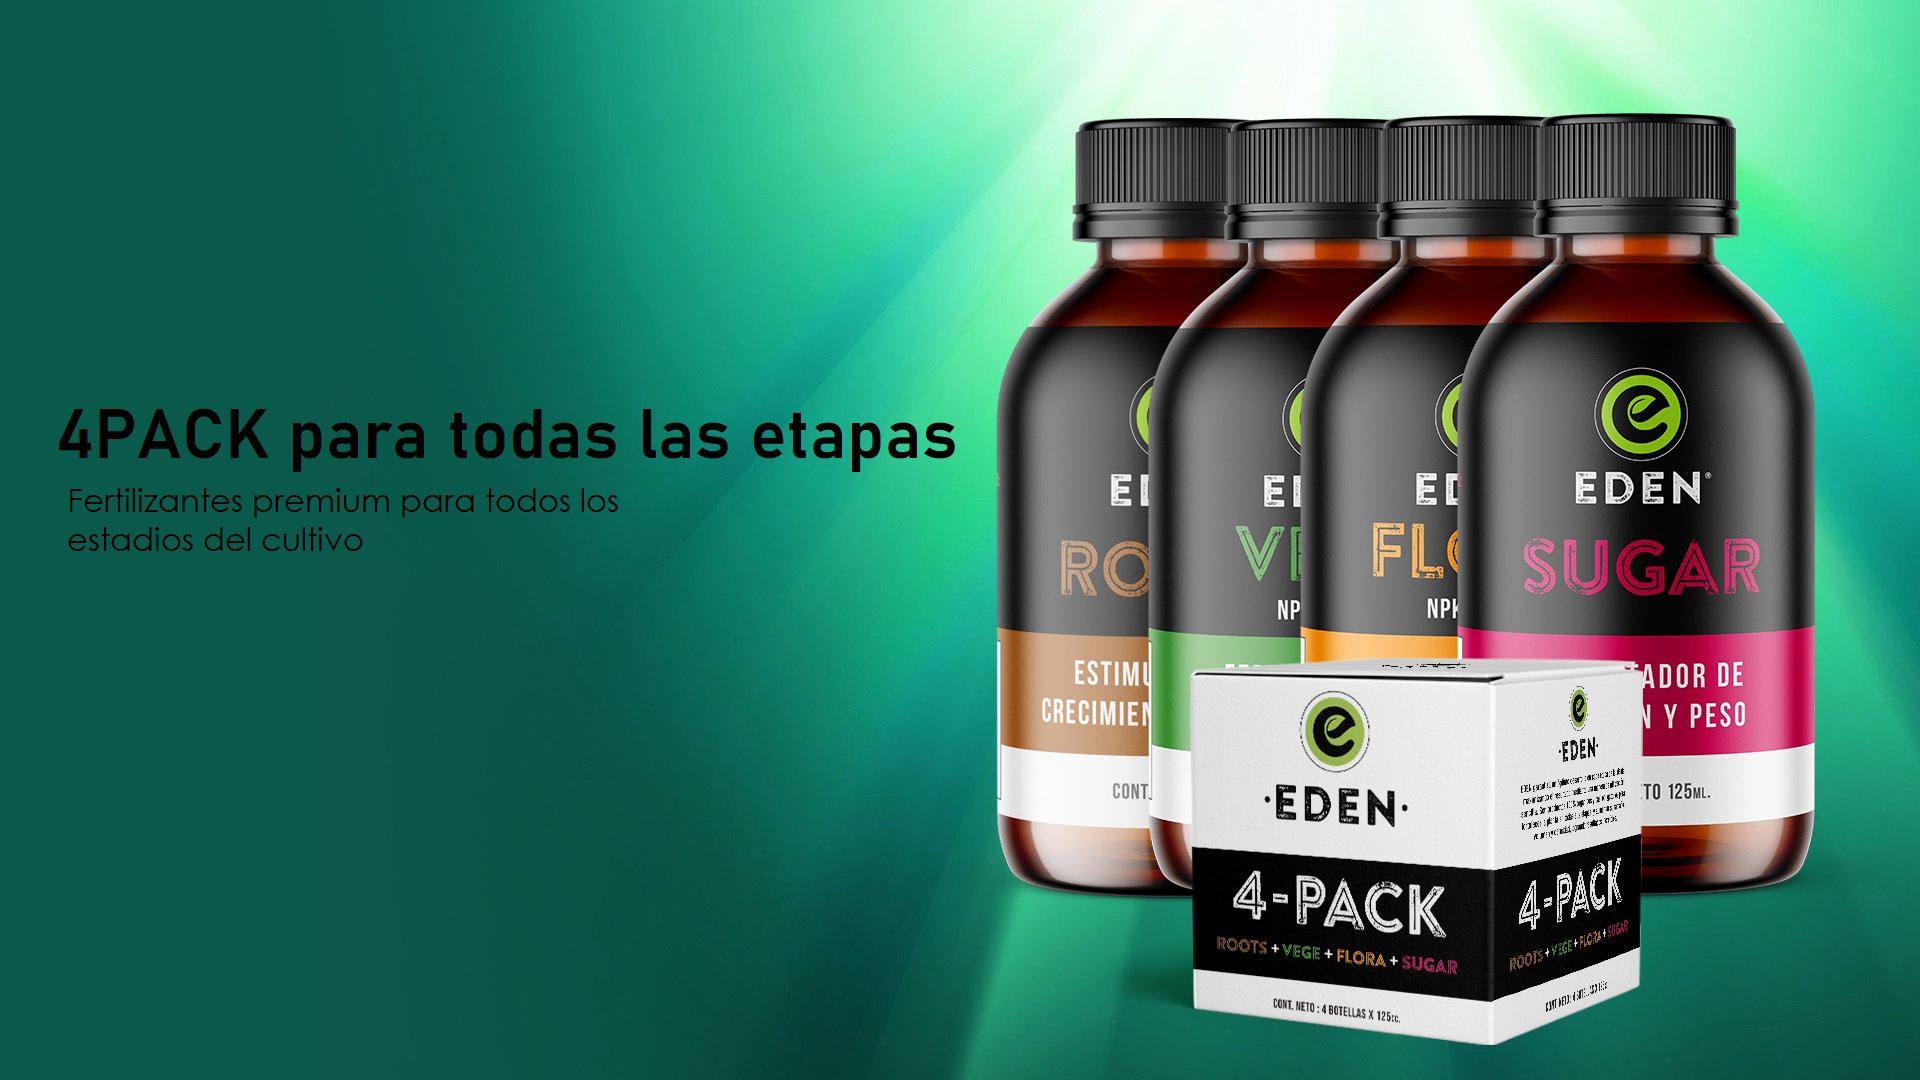 4PACK para todas las etapas
Fertilizantes premium para todos los
estadios del cultivo
EDEN®
SUGAR
NPK
ESTIMU
CRECIMIEN
CONT.
TADOR DE
N Y PESO
TO 125ML.
·EDEN·
4-PACK
ROOTS + VEGE + FLORA + SUGAR
CONT. NETO : 4 BOTELLAS X 125cc.
·EDEN·
4-PACK
ROOTS + VEGE + FLORA + SUGAR